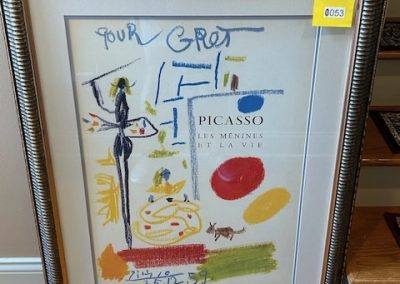 0053
POUR GRET
PICASSO
LES MÉNINES
ET LA VIE